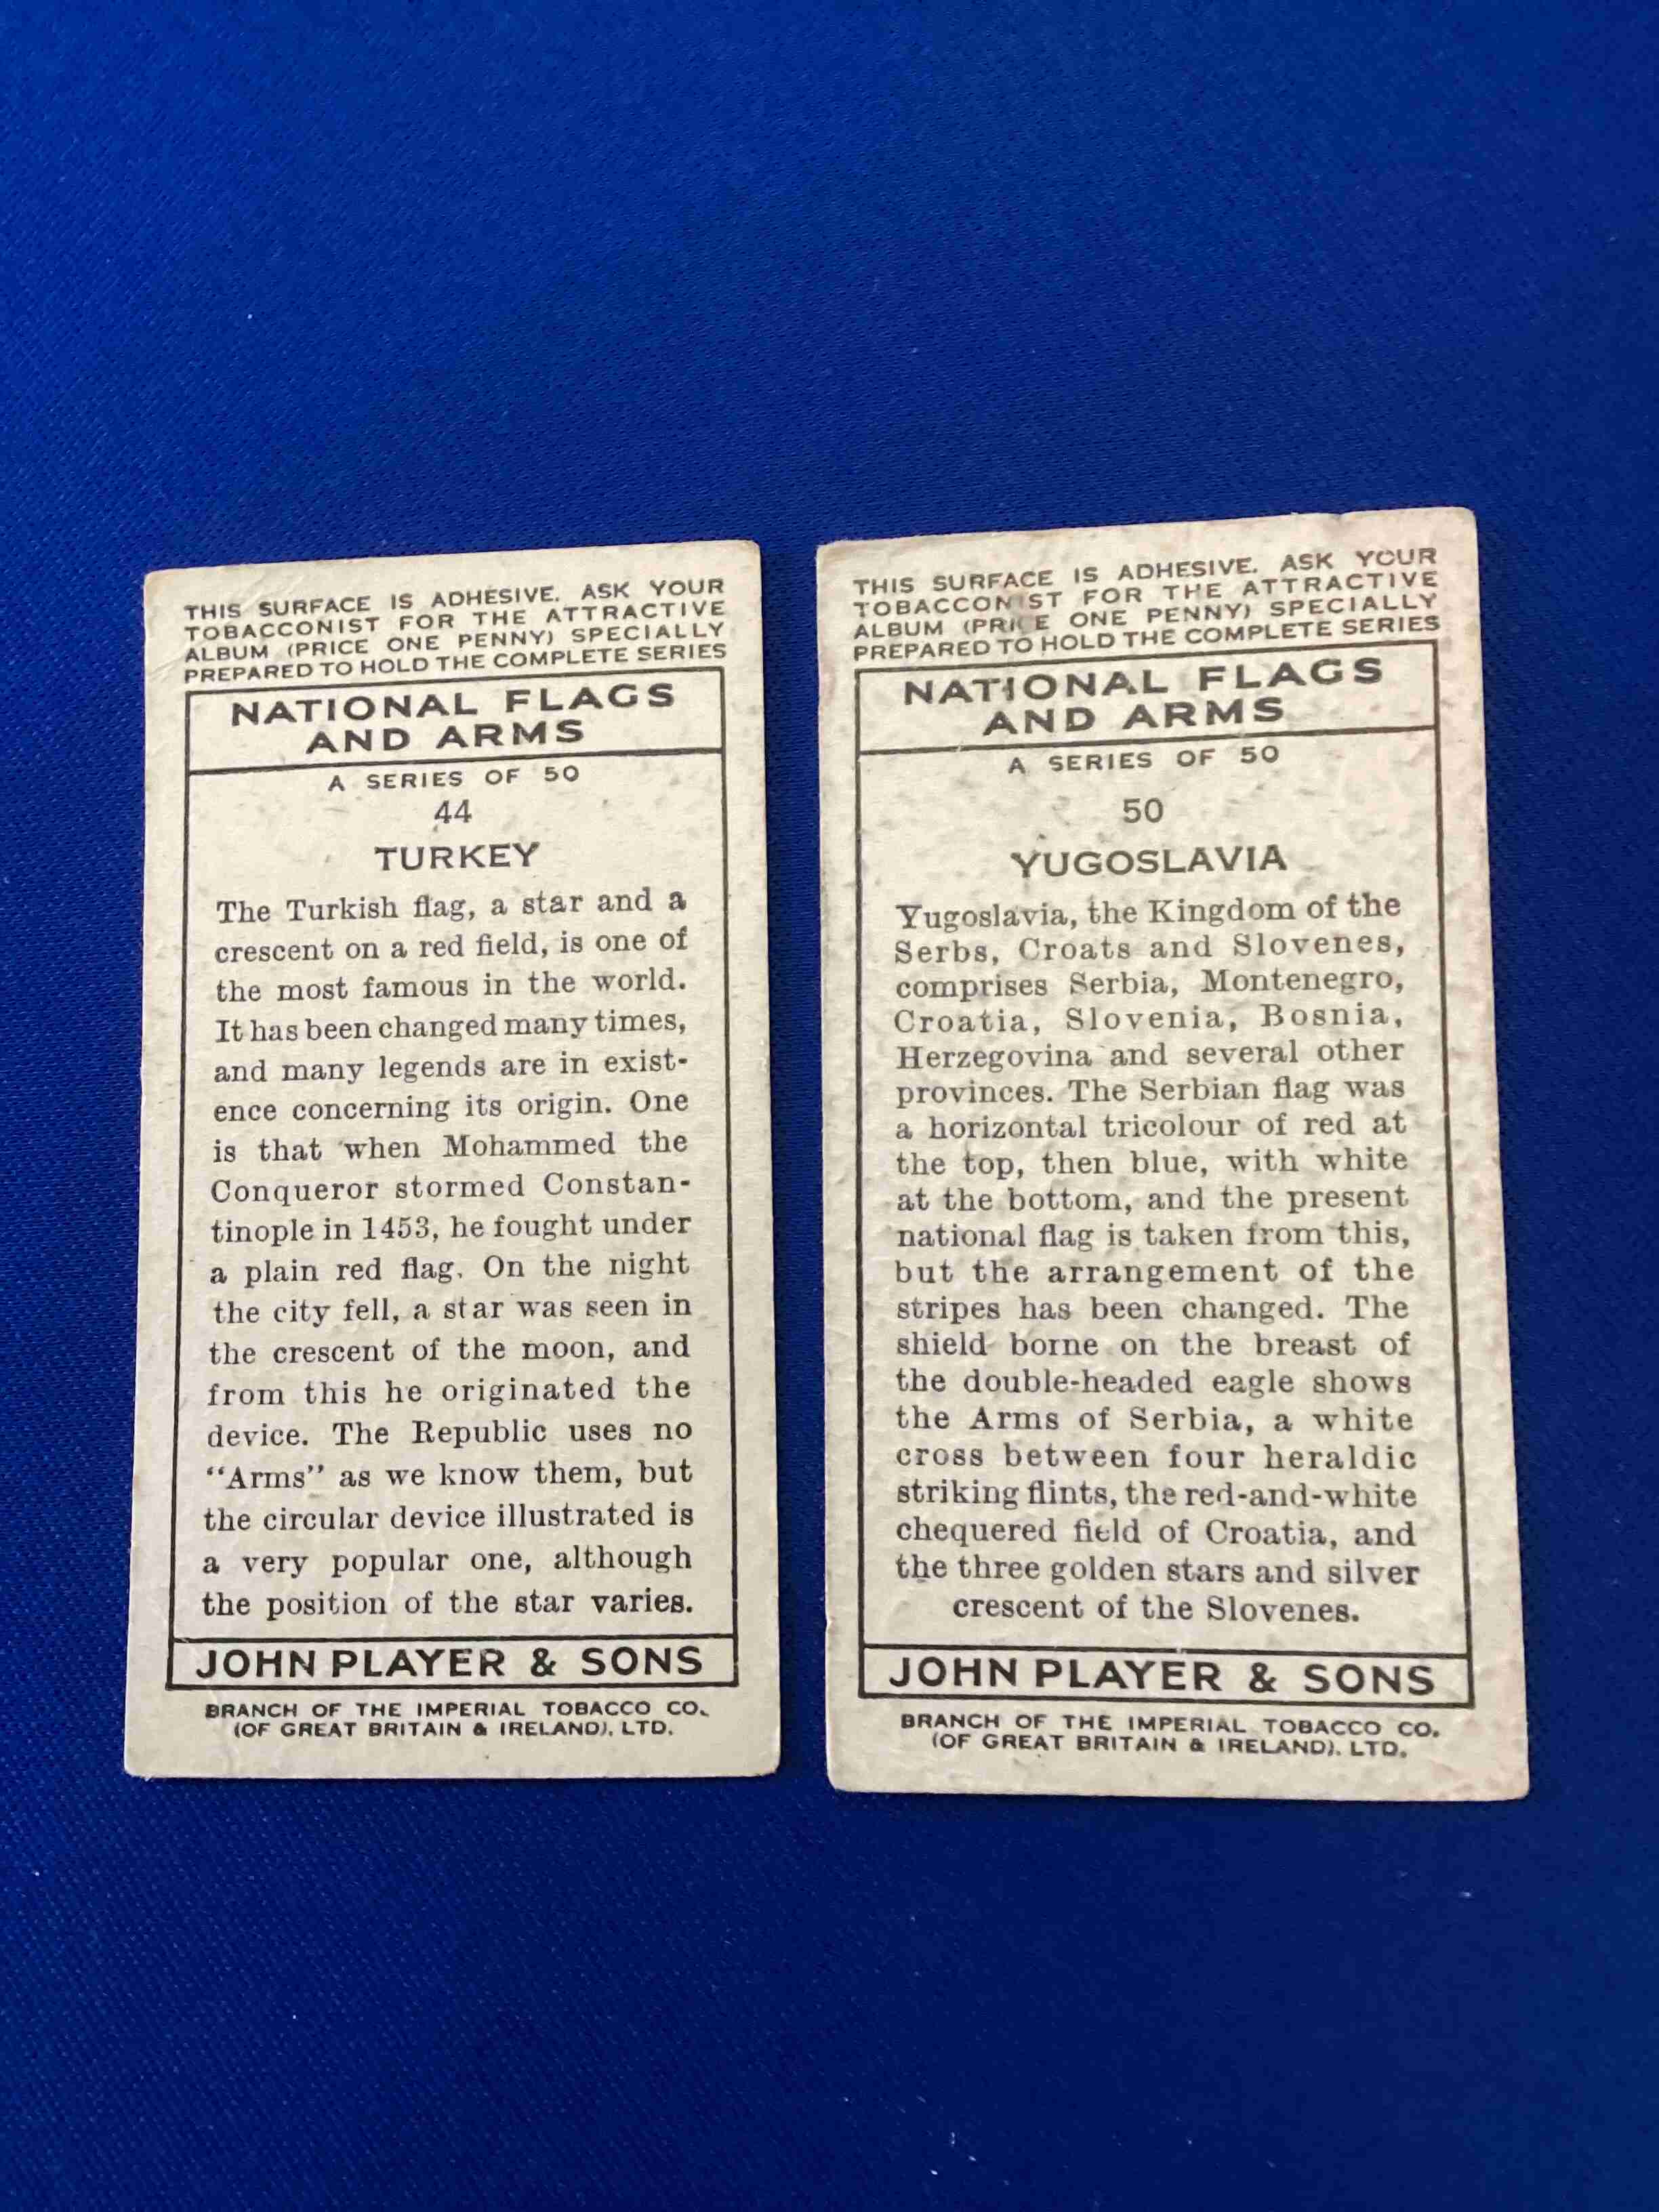 THIS SURFACE IS ADHESIVE. ASK YOUR
TOBACCONIST FOR THE ATTRACTIVE
ALBUM (PRICE ONE PENNY) SPECIALLY
PREPARED TO HOLD THE COMPLETE SERIES
NATIONAL FLAGS
AND ARMS
A SERIES OF 50
44
TURKEY
The Turkish flag, a star and a
crescent on a red field, is one of
the most famous in the world.
It has been changed many times,
and many legends are in exist-
ence concerning its origin. One
is that when Mohammed the
Conqueror stormed Constan-
tinople in 1453, he fought under
a plain red flag. On the night
the city fell, a star was seen in
the crescent of the moon, and
from this he originated the
device. The Republic uses no
"Arms" as we know them, but
the circular device illustrated is
a very popular one, although
the position of the star varies.
JOHN PLAYER & SONS
BRANCH OF THE IMPERIAL TOBACCO CO.
(OF GREAT BRITAIN & IRELAND), LTD.
THIS SURFACE IS ADHESIVE. ASK YOUR
TOBACCONIST FOR THE ATTRACTIVE
ALBUM (PRICE ONE PENNY) SPECIALLY
PREPARED TO HOLD THE COMPLETE SERIES
NATIONAL FLAGS
AND ARMS
A SERIES OF 50
50
YUGOSLAVIA
Yugoslavia, the Kingdom of the
Serbs, Croats and Slovenes,
comprises Serbia, Montenegro,
Croatia, Slovenia, Bosnia,
Herzegovina and several other
provinces. The Serbian flag was
a horizontal tricolour of red at
the top, then blue, with white
at the bottom, and the present
national flag is taken from this,
but the arrangement of the
stripes has been changed. The
shield borne on the breast of
the double-headed eagle shows
the Arms of Serbia, a white
cross between four heraldic
striking flints, the red-and-white
chequered field of Croatia, and
the three golden stars and silver
crescent of the Slovenes.
JOHN PLAYER & SONS
BRANCH OF THE IMPERIAL TOBACCO CO.
(OF GREAT BRITAIN & IRELAND). LTD.